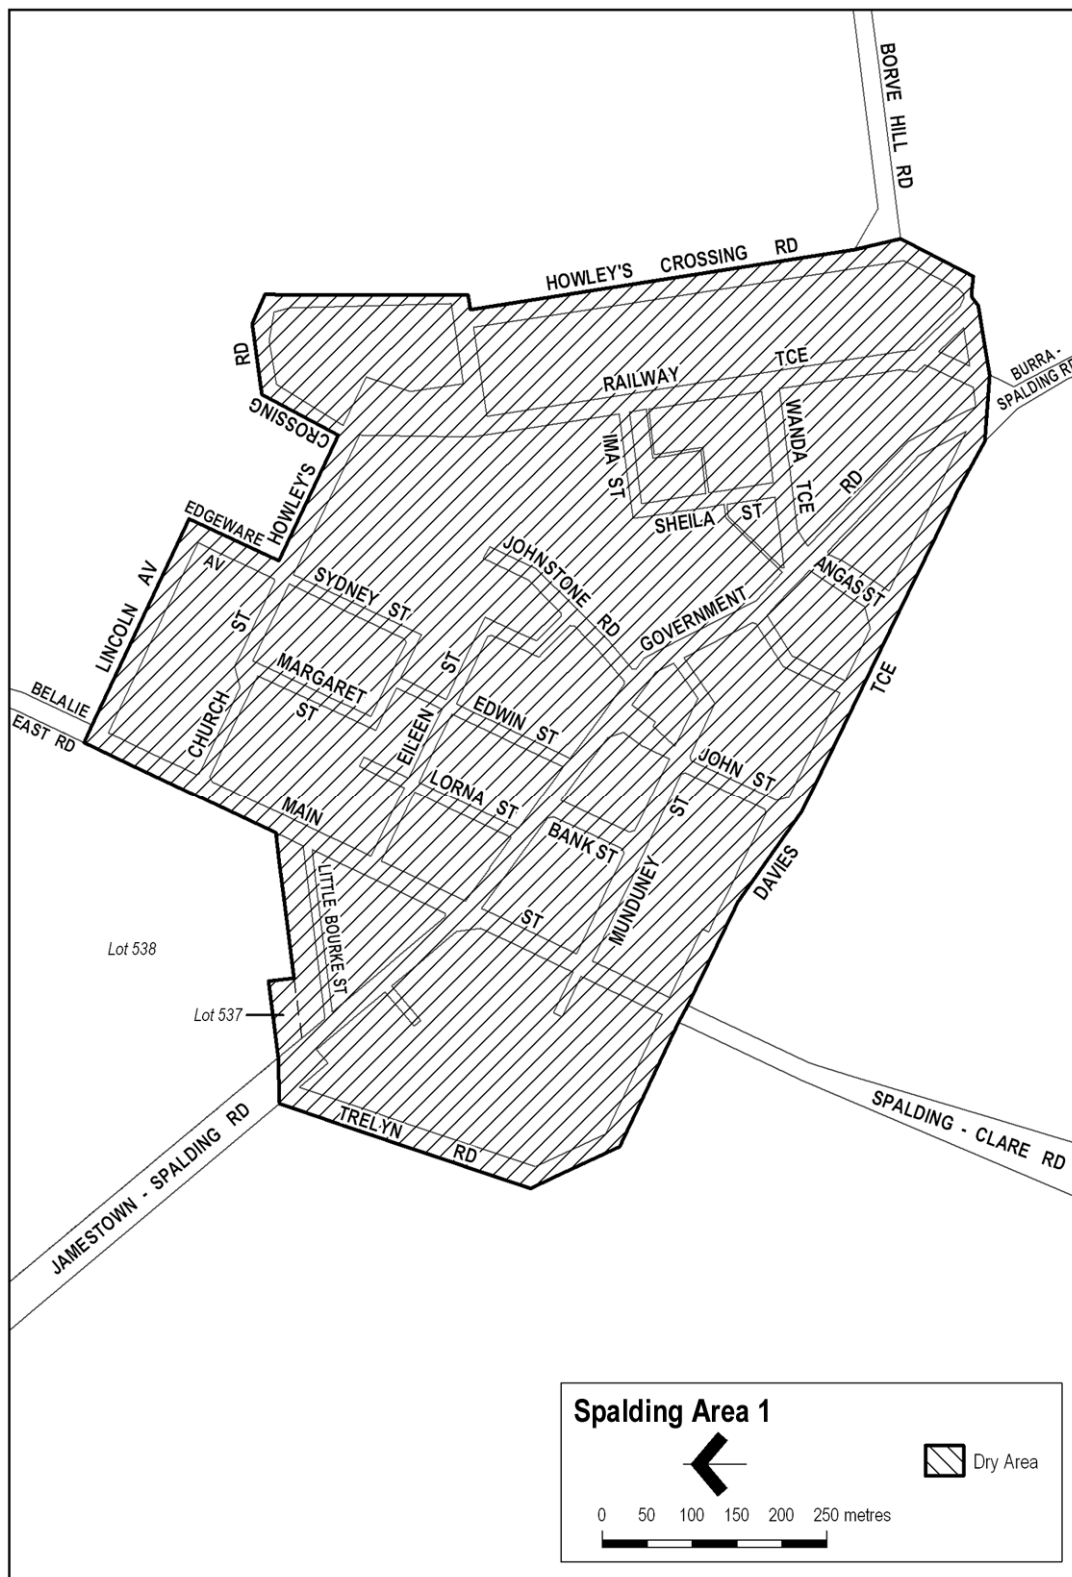 BORVE HILL RD
HOWLEY'S CROSSING RD
RD
CROSSING
HOWLEY'S
BURRA -
SPALDING RD
RAILWAY TCE
WANDA TCE
IMA ST
SHEILA ST
RD
EDGEWARE
AV
LINCOLN AV
JOHNSTONE RD
GOVERNMENT
ANGAS ST
SYDNEY ST
MARGARET
ST
CHURCH ST
EILEEN ST
EDWIN ST
LORNA ST
JOHN ST
TCE
DAVIES
BELALIE
EAST RD
MAIN
ST
BANK ST
MUNDUNEY ST
LITTLE BOURKE ST
Lot 538
Lot 537
TRELYN RD
JAMESTOWN - SPALDING RD
SPALDING - CLARE RD
Spalding Area 1
Dry Area
0 50 100 150 200 250 metres